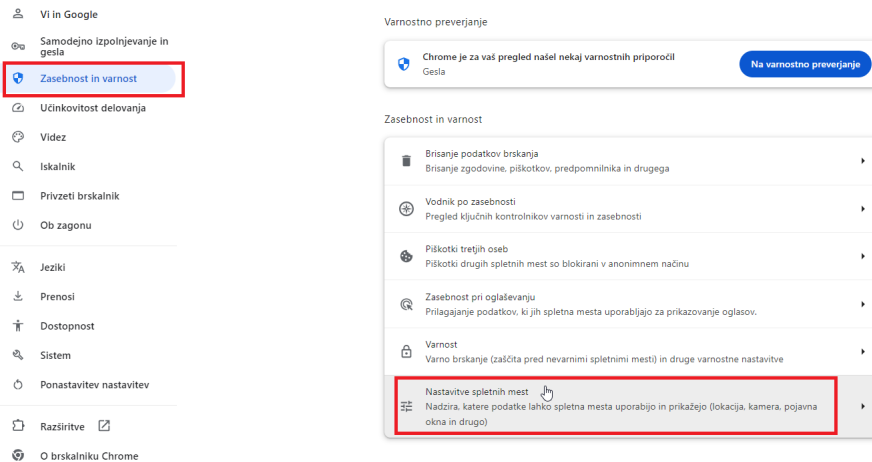 Vi in Google
Samodejno izpolnjevanje in
gesla
Zasebnost in varnost
Učinkovitost delovanja
Videz
Iskalnik
Privzeti brskalnik
Ob zagonu
Jeziki
Prenosi
Dostopnost
Sistem
Ponastavitev nastavitev
Razširitve
O brskalniku Chrome
Varnostno preverjanje
Chrome je za vaš pregled našel nekaj varnostnih priporočil
Gesla
Na varnostno preverjanje
Zasebnost in varnost
Brisanje podatkov brskanja
Brisanje zgodovine, piškotkov, predpomnilnika in drugega
Vodnik po zasebnosti
Pregled ključnih kontrolnikov varnosti in zasebnosti
Piškotki tretjih oseb
Piškotki drugih spletnih mest so blokirani v anonimnem načinu
Zasebnost pri oglaševanju
Prilagajanje podatkov, ki jih spletna mesta uporabljajo za prikazovanje oglasov.
Varnost
Varno brskanje (zaščita pred nevarnimi spletnimi mesti) in druge varnostne nastavitve
Nastavitve spletnih mest
Nadzira, katere podatke lahko spletna mesta uporabijo in prikažejo (lokacija, kamera, pojavna
okna in drugo)